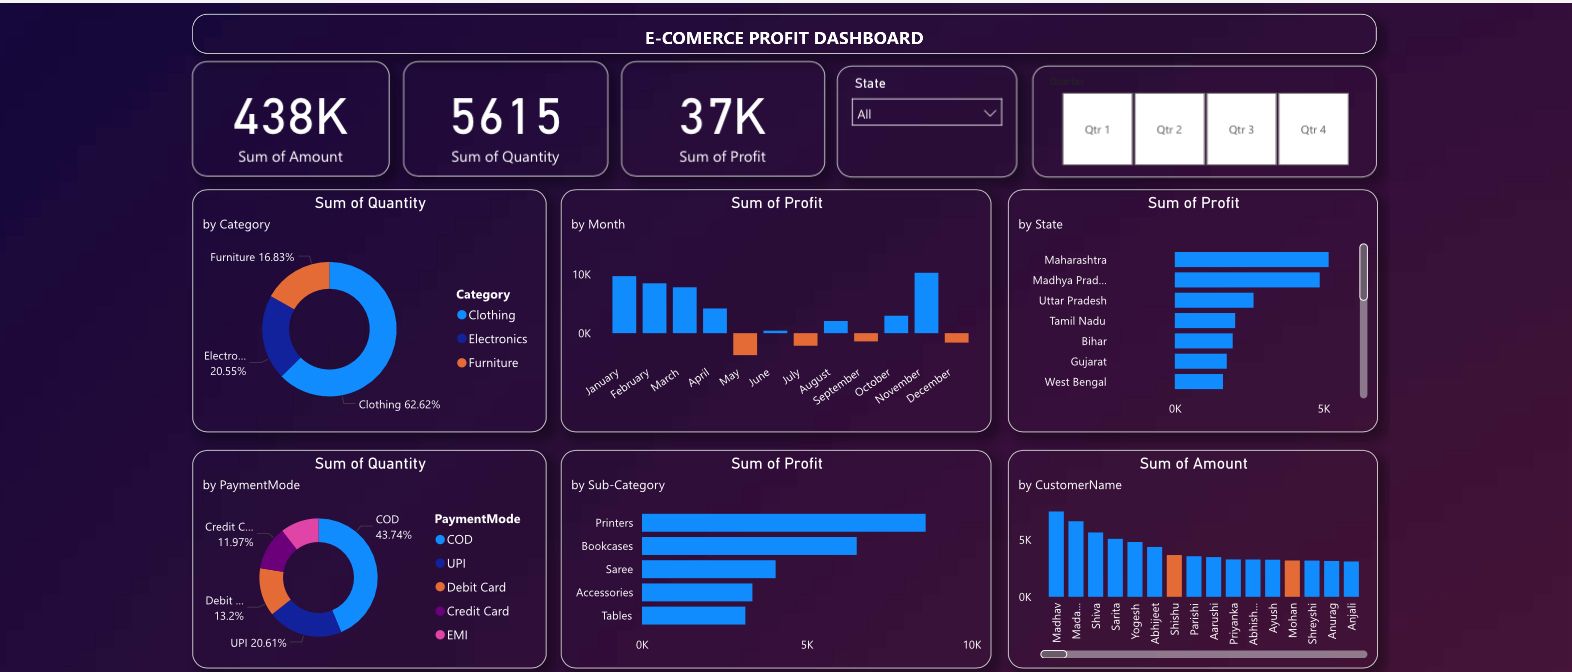 E-COMERCE PROFIT DASHBOARD
438K
Sum of Amount
5615
Sum of Quantity
37K
Sum of Profit
State
All
Qtr 1
Qtr 2
Qtr 3
Qtr 4
Sum of Quantity
by Category
Furniture 16.83%
Electro...
20.55%
Clothing 62.62%
Category
Clothing
Electronics
Furniture
Sum of Profit
by Month
10K
0K
January
February
March
April
May
June
July
August
September
October
November
December
Sum of Profit
by State
Maharashtra
Madhya Prad...
Uttar Pradesh
Tamil Nadu
Bihar
Gujarat
West Bengal
0K
5K
Sum of Quantity
by PaymentMode
COD
43.74%
Credit C...
11.97%
Debit ...
13.2%
UPI 20.61%
PaymentMode
COD
UPI
Debit Card
Credit Card
EMI
Sum of Profit
by Sub-Category
Printers
Bookcases
Saree
Accessories
Tables
0K
5K
10K
Sum of Amount
by CustomerName
5K
0K
Madhav
Mada...
Shiva
Sarita
Yogesh
Abhijeet
Shishu
Parishi
Aarushi
Priyanka
Abhish...
Ayush
Mohan
Shreyshi
Anurag
Anjali